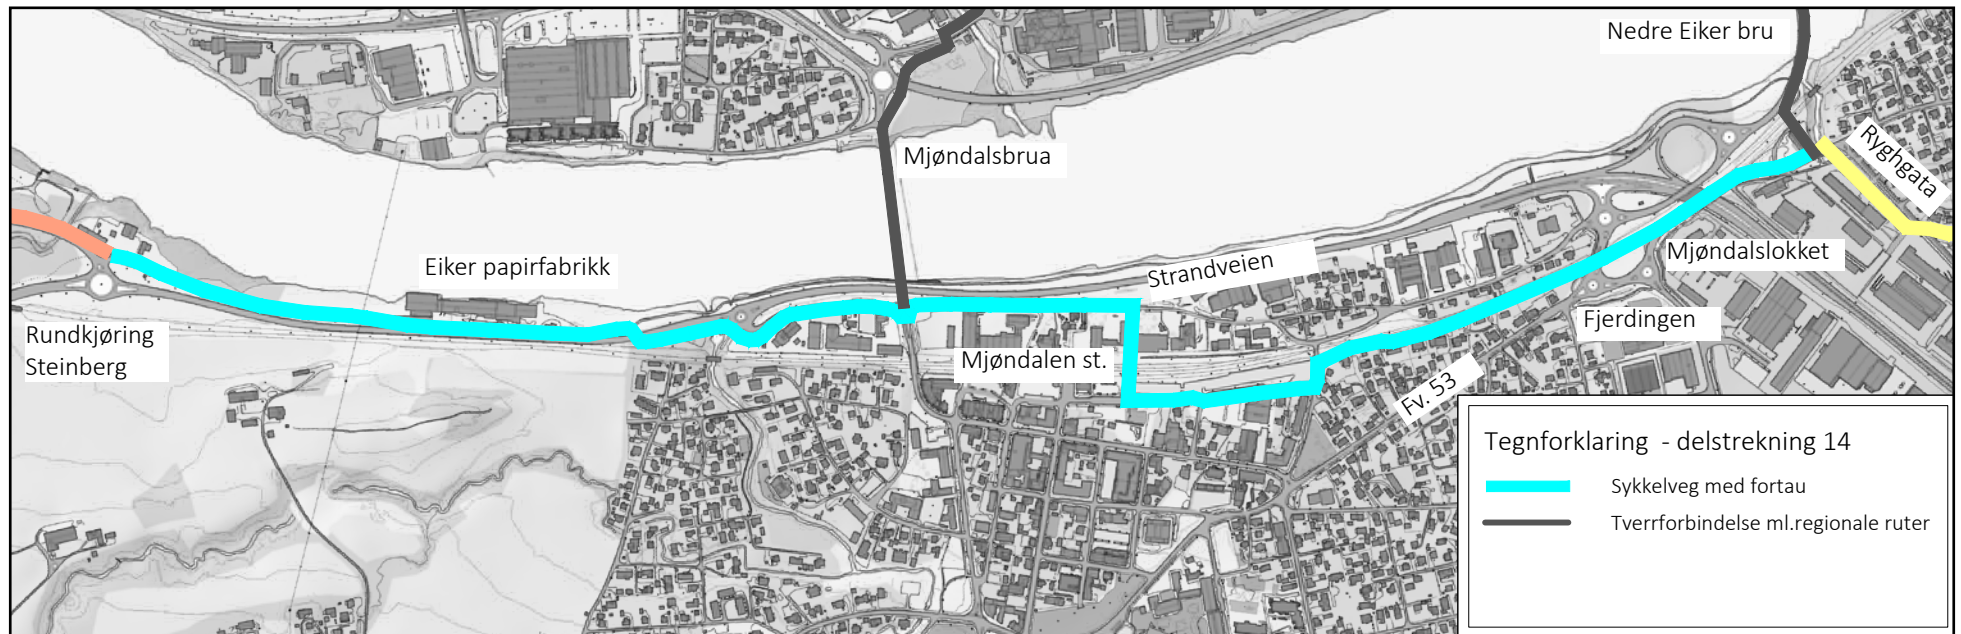 Nedre Eiker bru
Mjøndalsbrua
Ryghgata
Eiker papirfabrikk
Strandveien
Mjøndalslokket
Rundkjøring
Steinberg
Mjøndalen st.
Fjerdingen
Fv. 53
Tegnforklaring - delstrekning 14
Sykkelveg med fortau
Tverrforbindelse ml.regionale ruter